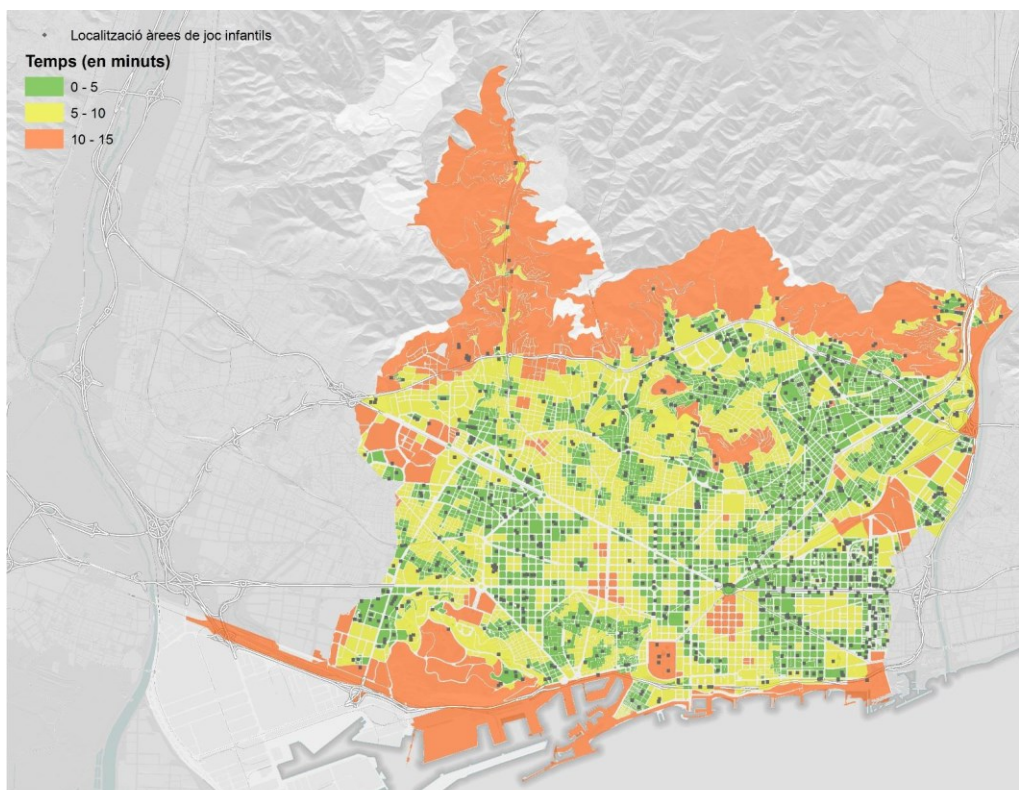 Localització àrees de joc infantils
Temps (en minuts)
0 - 5
5 - 10
10 - 15